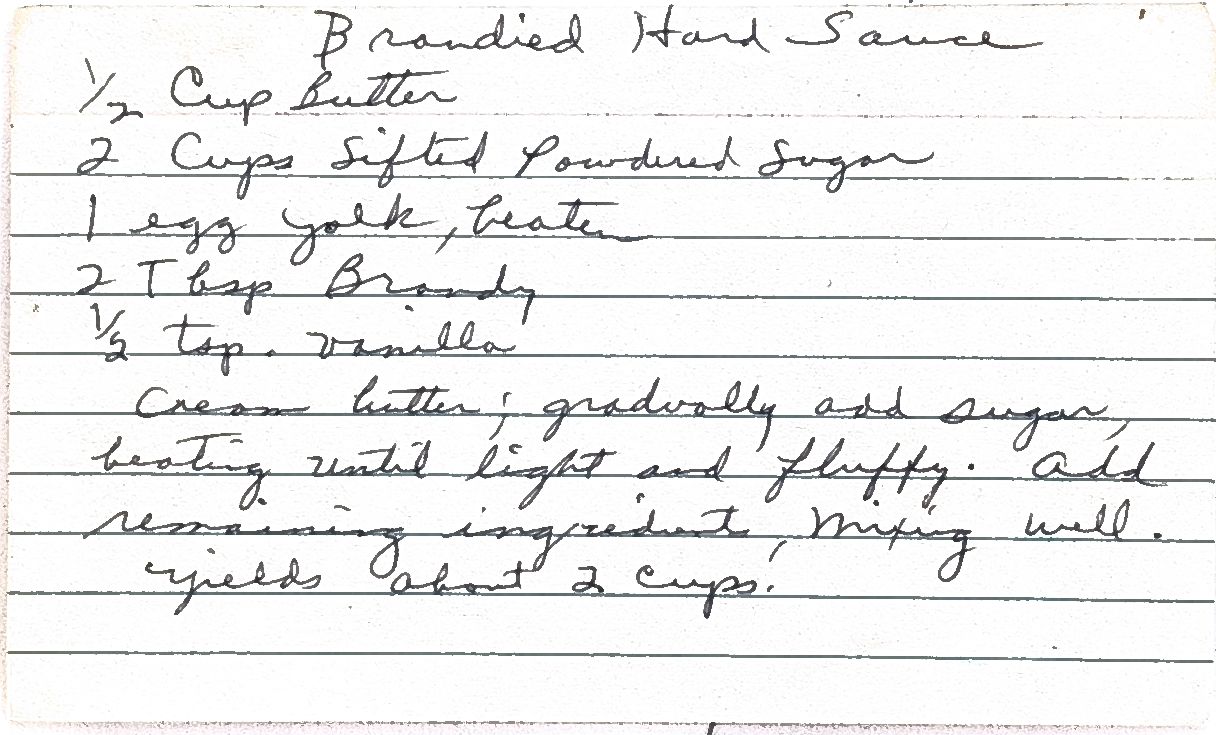 Brandied Hard Sauce
1/2 Cup Butter
2 Cups Sifted Powdered Sugar
1 egg yolk, beaten
2 Tbsp Brandy
1/2 tsp. vanilla
Cream butter; gradually add sugar,
beating until light and fluffy. Add
remaining ingredient, mixing well.
yields about 2 cups.